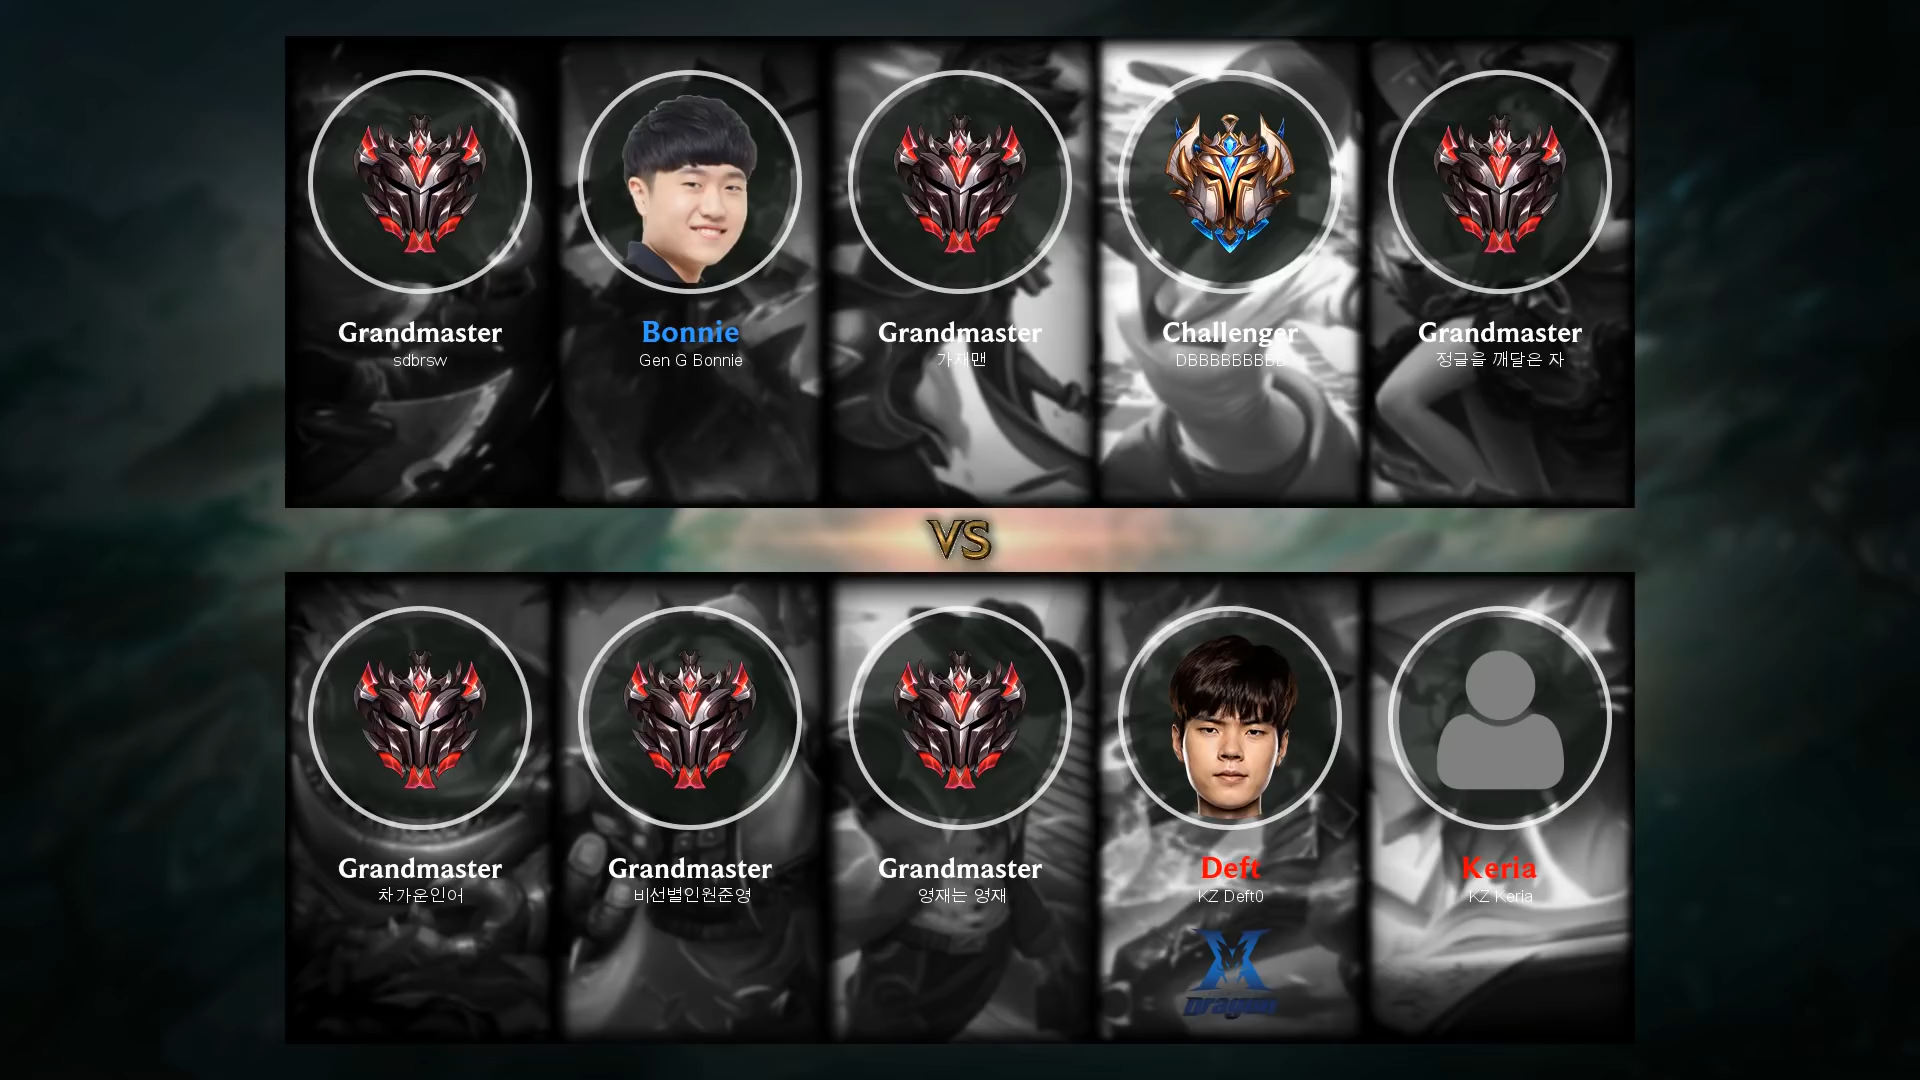 Grandmaster
sdbrsw
Bonnie
Gen G Bonnie
Grandmaster
가재맨
Challenger
DBBBBBBBBB
Grandmaster
정글을 깨달은 자
VS
Grandmaster
차가운인어
Grandmaster
비선별인원준영
Grandmaster
영재는 영재
Deft
KZ Deft0
Keria
KZ Keria